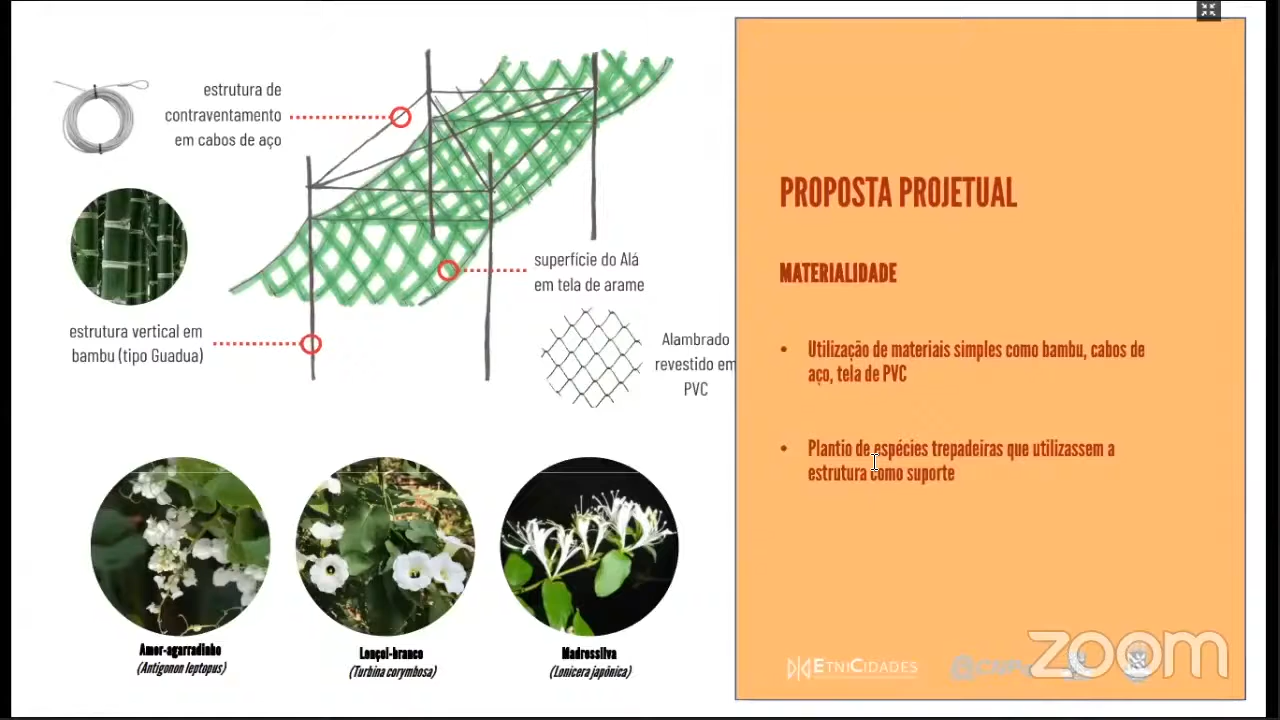 estrutura de
contraventamento
em cabos de aço
superfície do Alá
em tela de arame
estrutura vertical em
bambu (tipo Guadua)
Alambrado
revestido em
PVC
Amor-agarradinho
(Antigonon leptopus)
Lençol-branco
(Turbina corymbosa)
Madrossilva
(Lonicera japônica)
PROPOSTA PROJETUAL
MATERIALIDADE
• Utilização de materiais simples como bambu, cabos de
aço, tela de PVC
• Plantio de espécies trepadeiras que utilizassem a
estrutura como suporte
ETNICIDADES
zoom